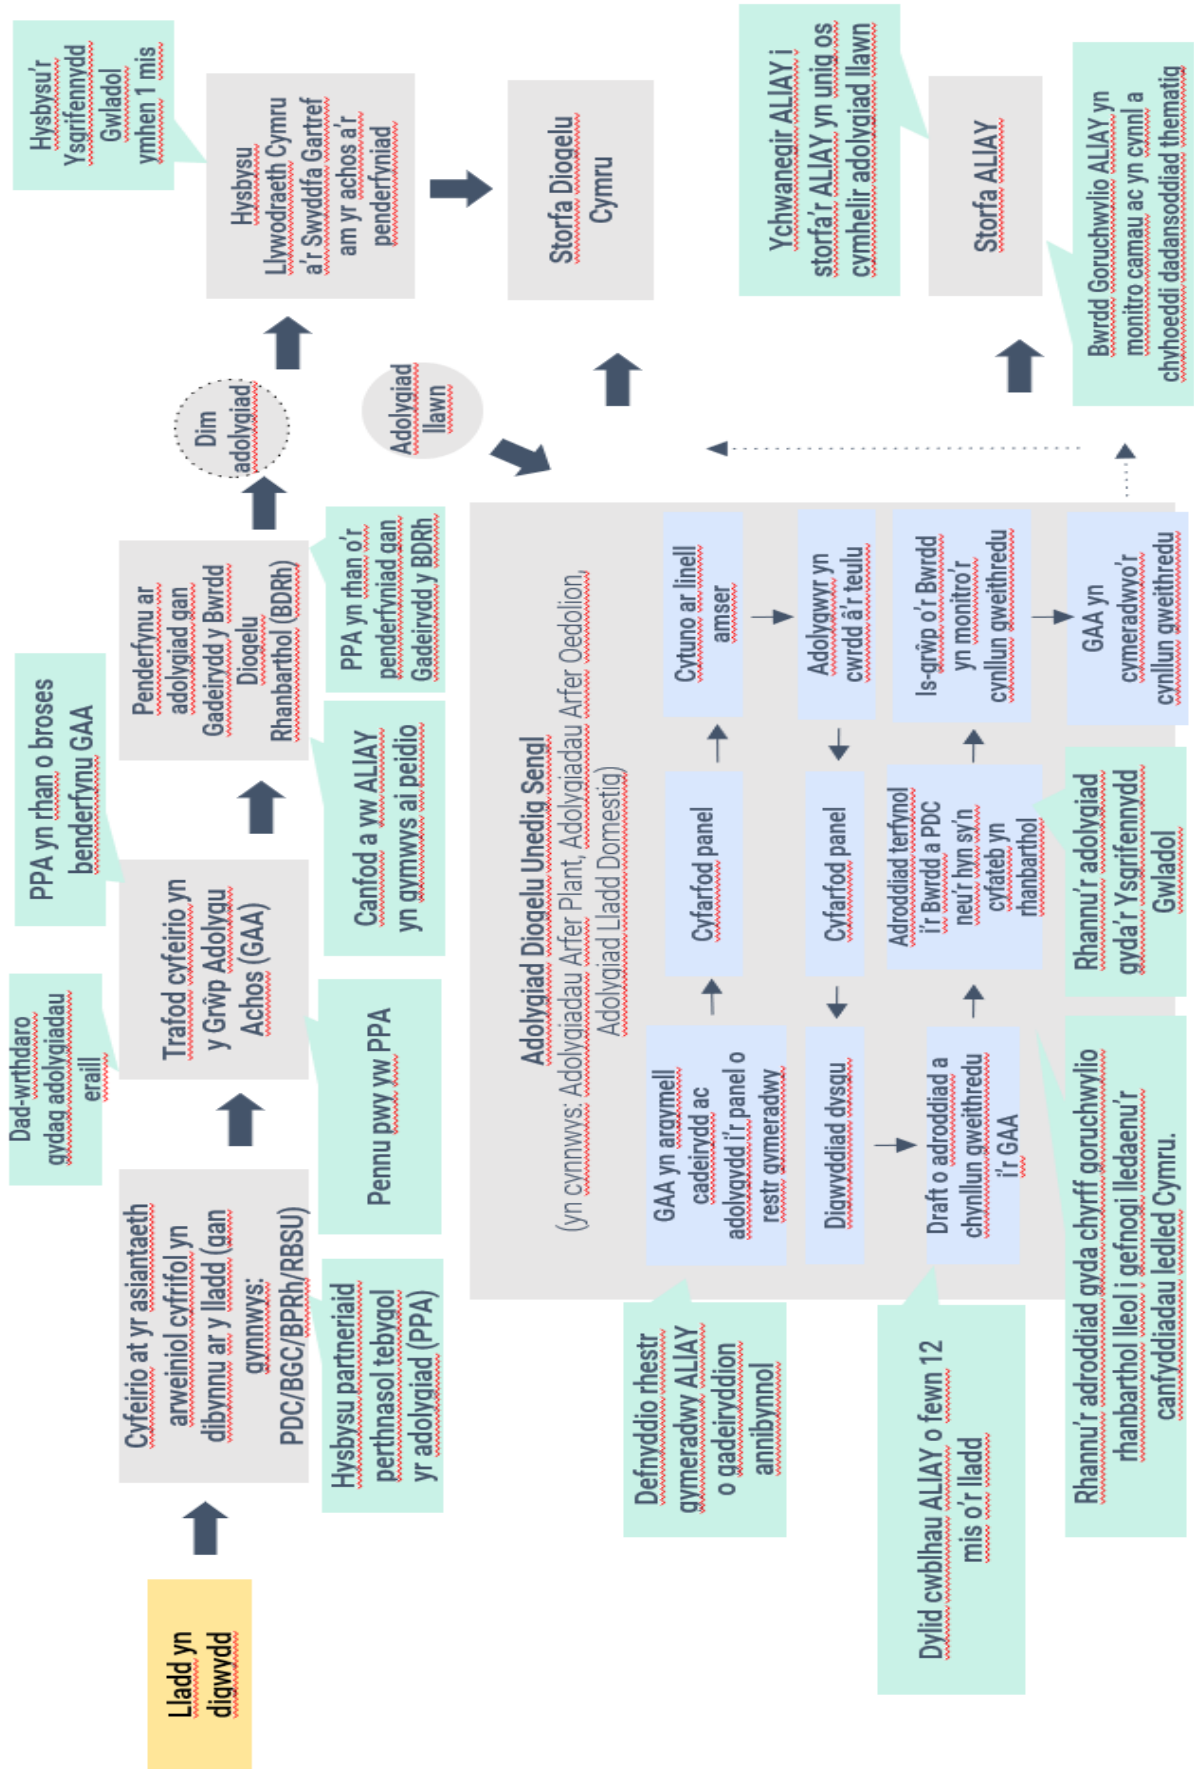 Lladd yn
digwydd
Cyfeirio at yr asiantaeth
arweiniol cyfrifol yn
dibynnu ar y lladd (gan
gynnwys:
PDC/BGC/BPRh/RBSU)
Hysbysu partneriaid
perthnasol tebygol
yr adolygiad (PPA)
Dad-wrthdaro
gydag adolygiadau
eraill
Trafod cyfeirio yn
y Grŵp Adolygu
Achos (GAA)
Pennu pwy yw PPA
PPA yn rhan o broses
benderfynu GAA
Penderfynu ar
adolygiad gan
Gadeirydd y Bwrdd
Diogelu
Rhanbarthol (BDRh)
Canfod a yw ALIAY
yn gymwys ai peidio
PPA yn rhan o'r
penderfyniad gan
Gadeirydd y BDRh
Dim
adolygiad
Adolygiad
llawn
Hysbysu'r
Ysgrifennydd
Gwladol
ymhen 1 mis
Hysbysu
Llywodraeth Cymru
a'r Swyddfa Gartref
am yr achos a'r
penderfyniad
Storfa Diogelu
Cymru
Adolygiad Diogelu Unedig Sengl
(yn cynnwys: Adolygiadau Arfer Plant, Adolygiadau Arfer Oedolion,
Adolygiad Lladd Domestig)
GAA yn argymell
cadeirydd ac
adolygydd i'r panel o
restr gymeradwy
Cyfarfod panel
Cytuno ar linell
amser
Defnyddio rhestr
gymeradwy ALIAY
o gadeiryddion
annibynnol
Digwyddiad dysgu
Cyfarfod panel
Adolygwyr yn
cwrdd â'r teulu
Draft o adroddiad a
chynllun gweithredu
i'r GAA
Adroddiad terfynol
i'r Bwrdd a PDC
neu'r hyn sy'n
cyfateb yn
rhanbarthol
Is-grŵp o'r Bwrdd
yn monitro'r
cynllun gweithredu
GAA yn
cymeradwyo'r
cynllun gweithredu
Dylid cwblhau ALIAY o fewn 12
mis o'r lladd
Rhannu'r adroddiad gyda chyrff goruchwylio
rhanbarthol lleol i gefnogi lledaenu'r
canfyddiadau ledled Cymru.
Rhannu'r adolygiad
gyda'r Ysgrifennydd
Gwladol
Ychwanegir ALIAY i
storfa'r ALIAY yn unig os
cymhelir adolygiad llawn
Storfa ALIAY
Bwrdd Goruchwylio ALIAY yn
monitro camau ac yn cynnl a
chyhoeddi dadansoddiad thematig